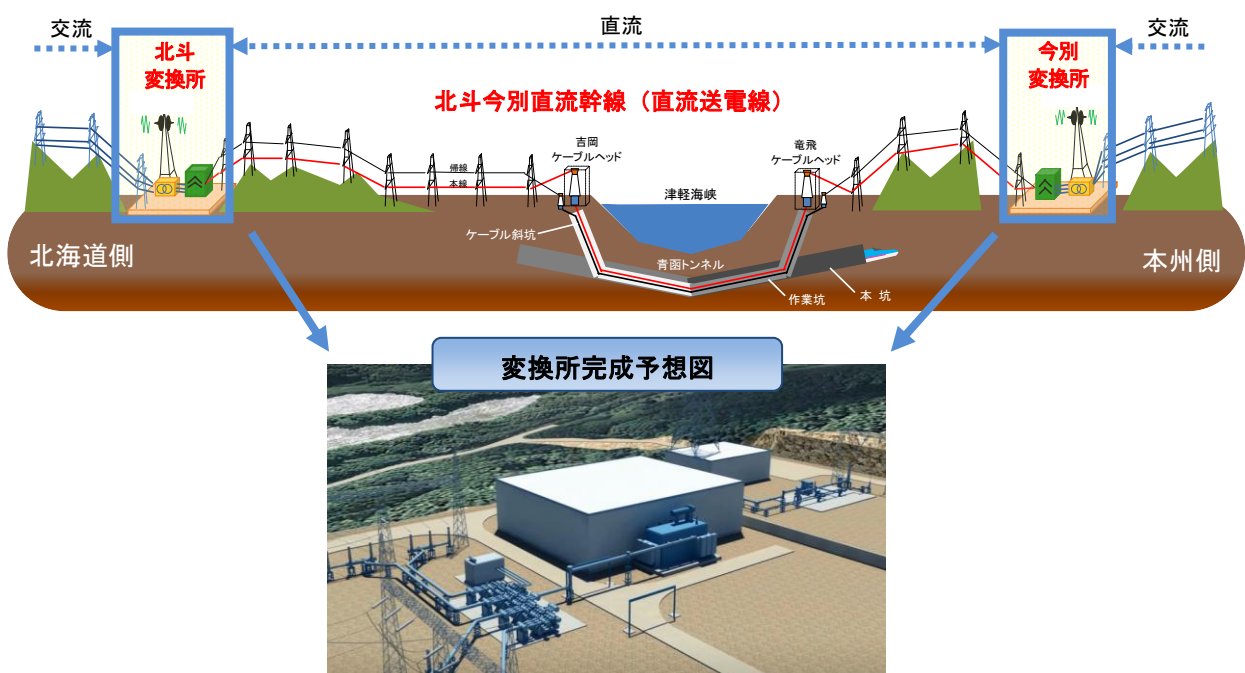 交流
直流
交流
北斗
変換所
今別
変換所
北斗今別直流幹線（直流送電線）
吉岡
ケーブルヘッド
竜飛
ケーブルヘッド
帰線
本線
津軽海峡
ケーブル斜坑
青函トンネル
北海道側
本州側
作業坑
本 坑
変換所完成予想図